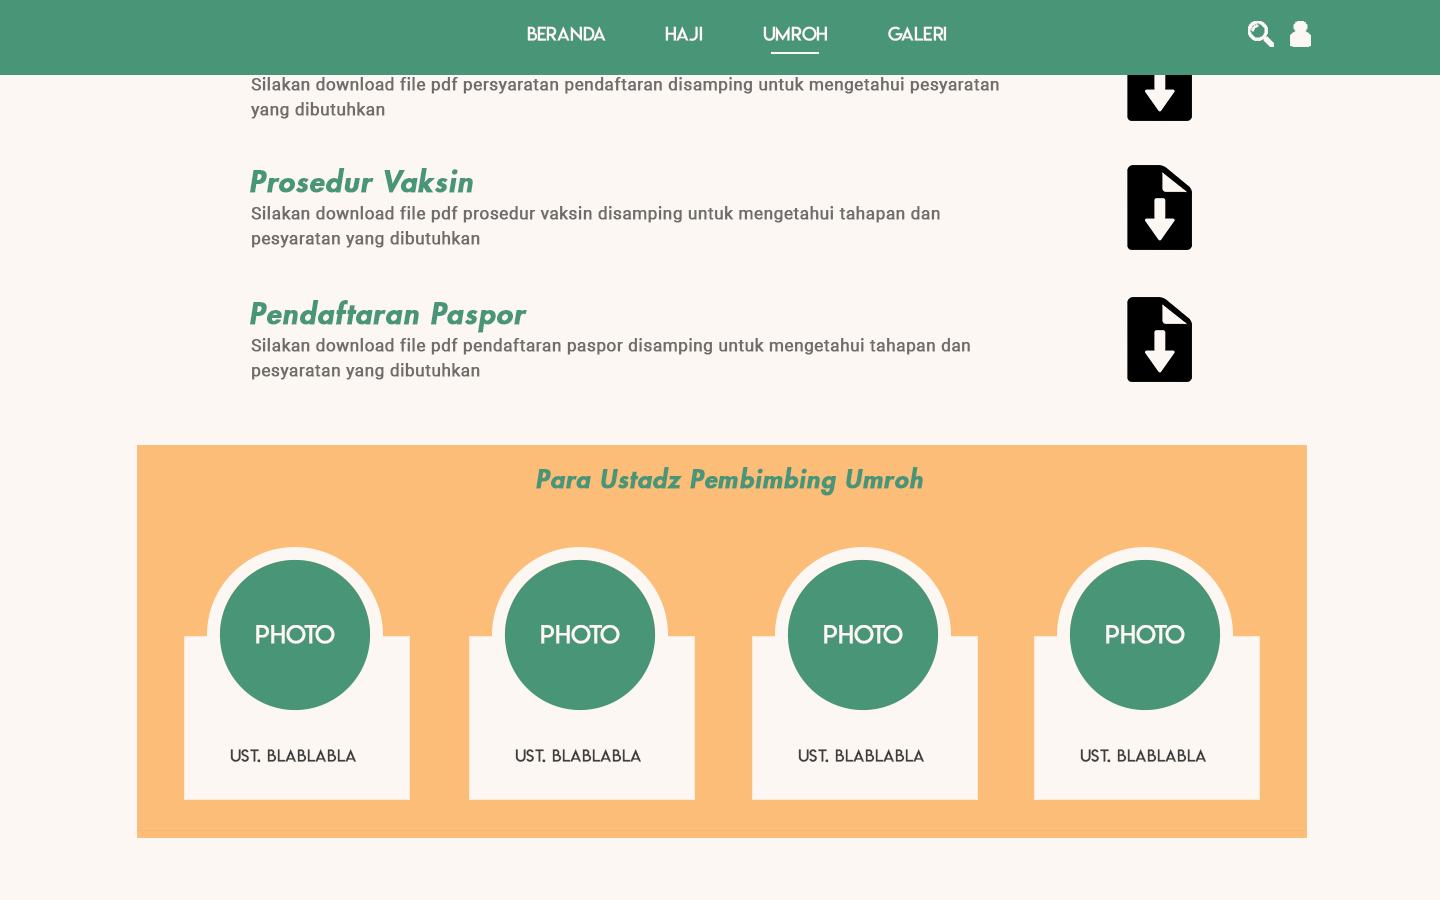 BERANDA HAJI UMROH GALERI
Silakan download file pdf persyaratan pendaftaran disamping untuk mengetahui pesyaratan
yang dibutuhkan
Prosedur Vaksin
Silakan download file pdf prosedur vaksin disamping untuk mengetahui tahapan dan
pesyaratan yang dibutuhkan
Pendaftaran Paspor
Silakan download file pdf pendaftaran paspor disamping untuk mengetahui tahapan dan
pesyaratan yang dibutuhkan
Para Ustadz Pembimbing Umroh
PHOTO PHOTO PHOTO PHOTO
UST. BLABLABLA UST. BLABLABLA UST. BLABLABLA UST. BLABLABLA